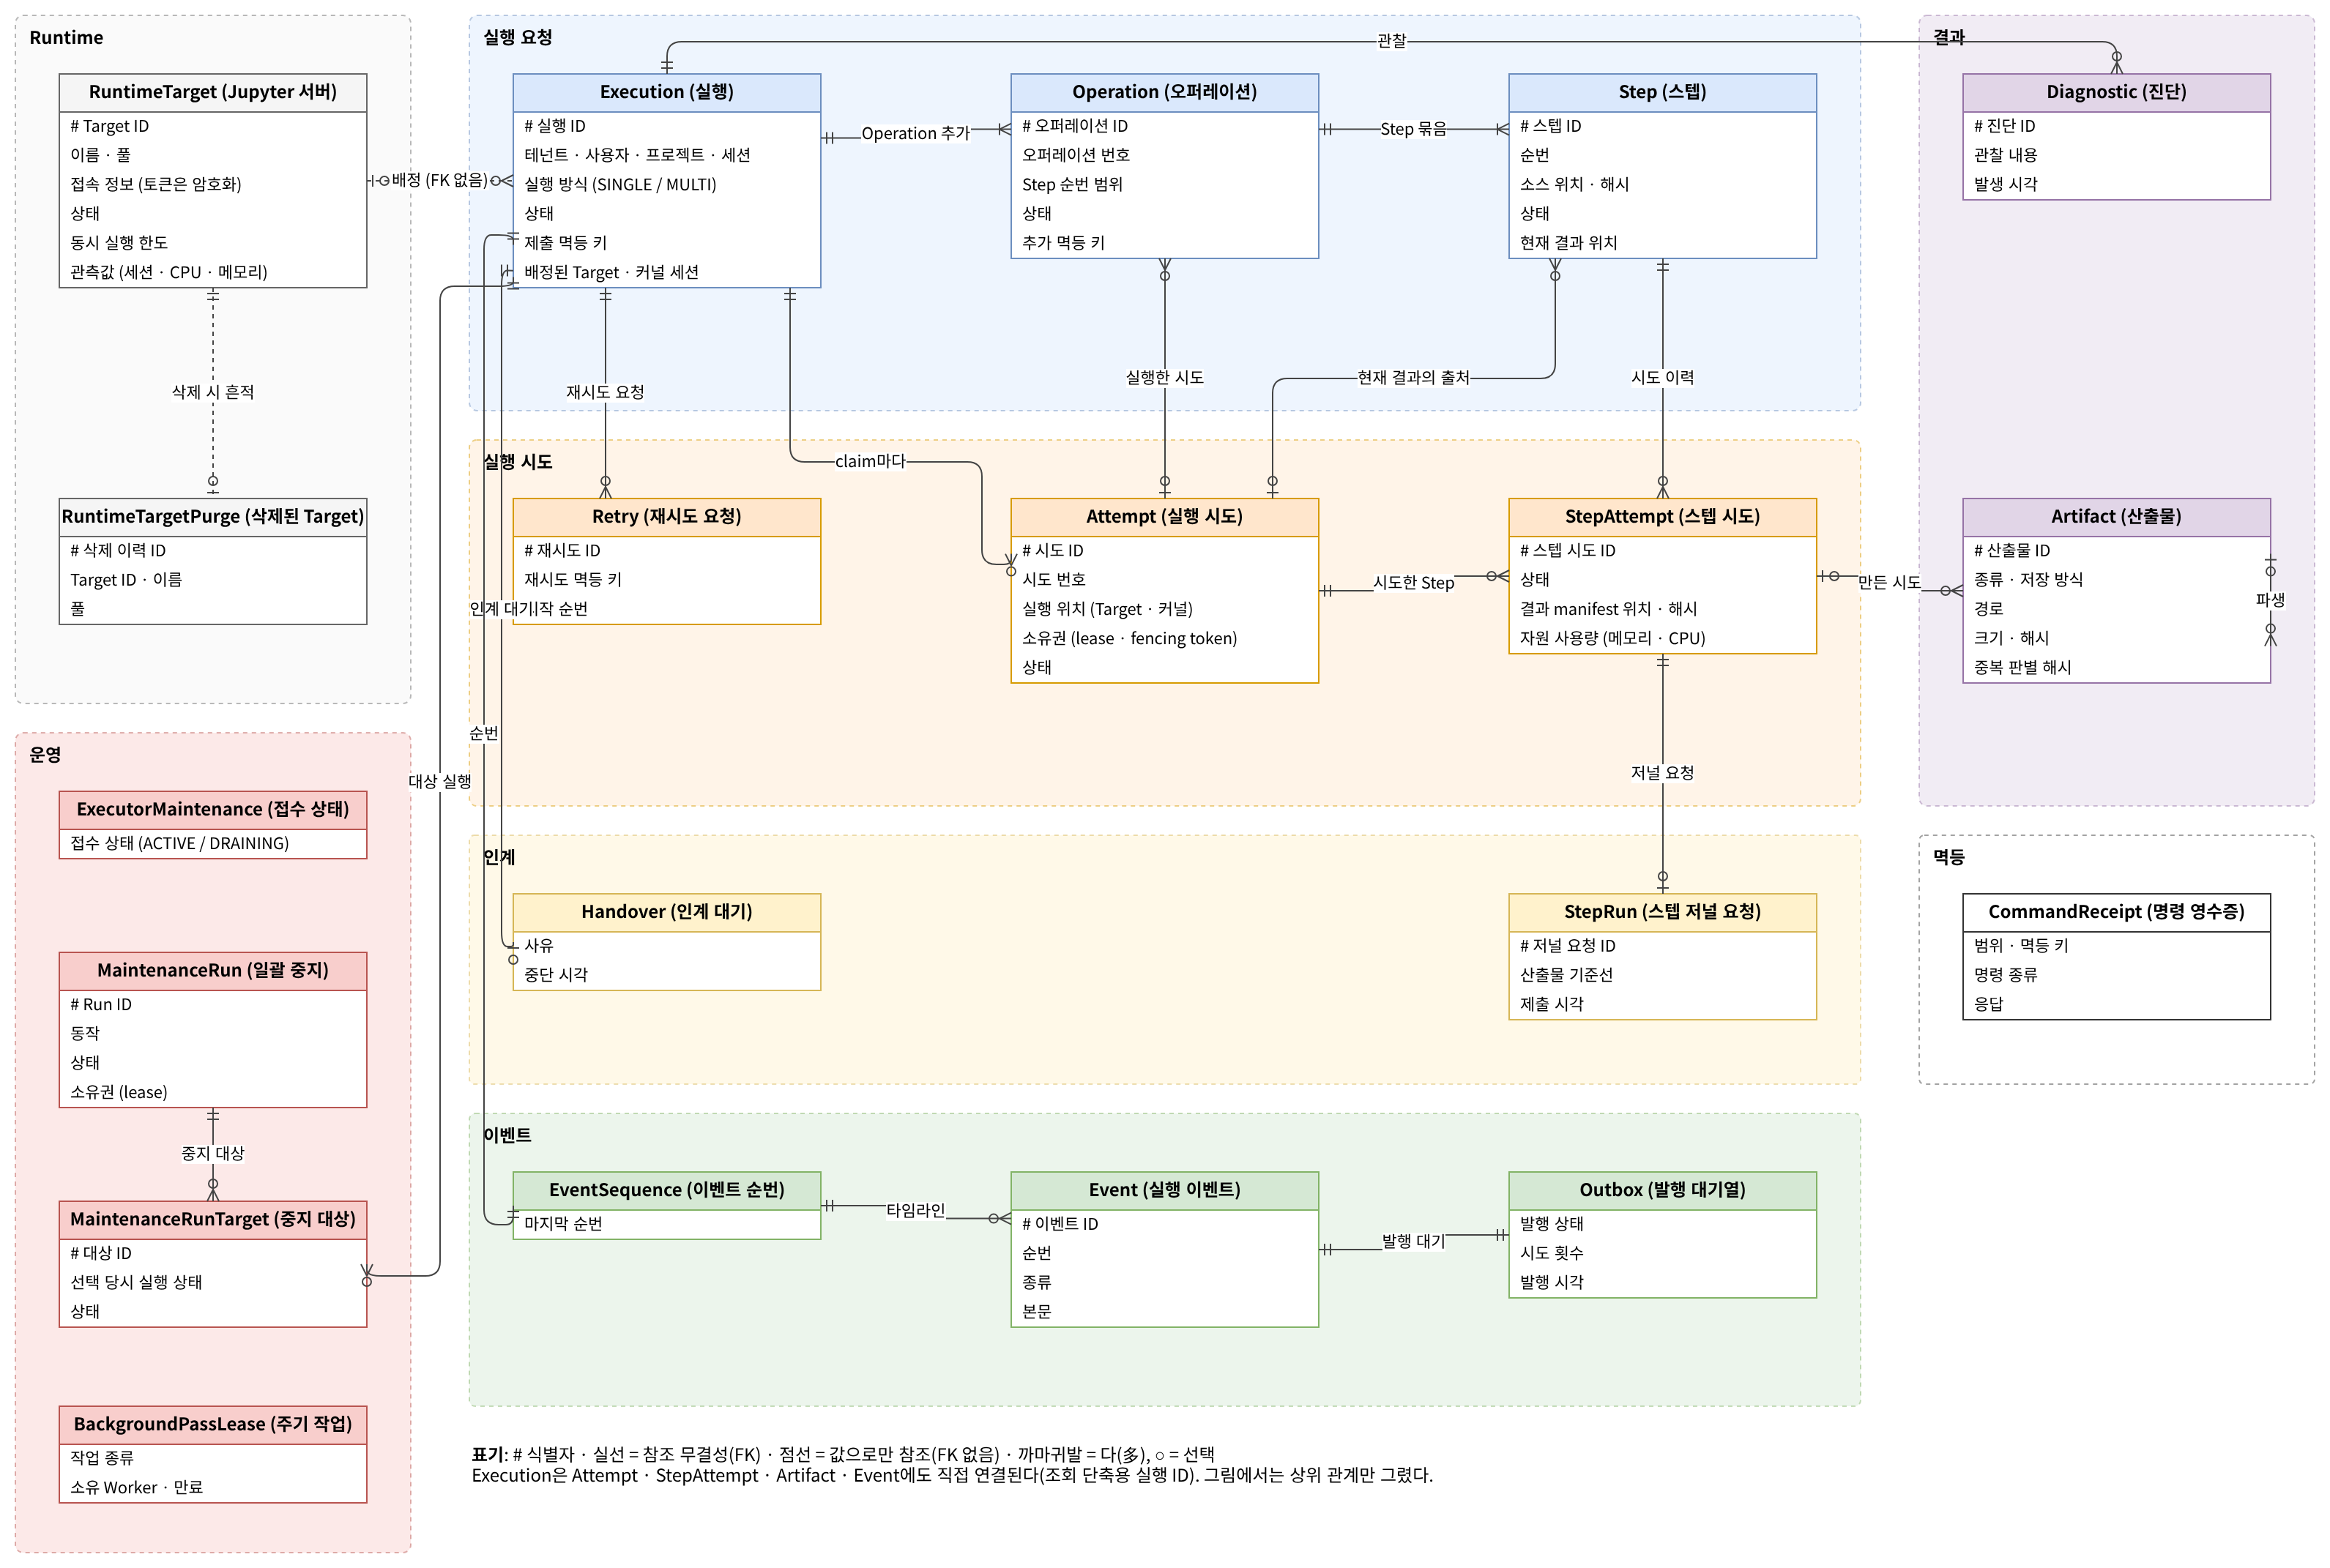 Runtime
RuntimeTarget (Jupyter 서버)
# Target ID
이름 · 풀
접속 정보 (토큰은 암호화)
상태
동시 실행 한도
관측값 (세션 · CPU · 메모리)
삭제 시 흔적
RuntimeTargetPurge (삭제된 Target)
# 삭제 이력 ID
Target ID · 이름
풀
배정 (FK 없음)
실행 요청
관찰
Execution (실행)
# 실행 ID
테넌트 · 사용자 · 프로젝트 · 세션
실행 방식 (SINGLE / MULTI)
상태
제출 멱등 키
배정된 Target · 커널 세션
Operation 추가
Operation (오퍼레이션)
# 오퍼레이션 ID
오퍼레이션 번호
Step 순번 범위
상태
추가 멱등 키
Step 묶음
Step (스텝)
# 스텝 ID
순번
소스 위치 · 해시
상태
현재 결과 위치
재시도 요청
실행한 시도
현재 결과의 출처
시도 이력
결과
Diagnostic (진단)
# 진단 ID
관찰 내용
발생 시각
실행 시도
claim마다
Retry (재시도 요청)
# 재시도 ID
재시도 멱등 키
작 순번
인계 대기
순번
대상 실행
Attempt (실행 시도)
# 시도 ID
시도 번호
실행 위치 (Target · 커널)
소유권 (lease · fencing token)
상태
시도한 Step
StepAttempt (스텝 시도)
# 스텝 시도 ID
상태
결과 manifest 위치 · 해시
자원 사용량 (메모리 · CPU)
만든 시도
Artifact (산출물)
# 산출물 ID
종류 · 저장 방식
경로
크기 · 해시
중복 판별 해시
파생
저널 요청
운영
ExecutorMaintenance (접수 상태)
접수 상태 (ACTIVE / DRAINING)
MaintenanceRun (일괄 중지)
# Run ID
동작
상태
소유권 (lease)
중지 대상
MaintenanceRunTarget (중지 대상)
# 대상 ID
선택 당시 실행 상태
상태
BackgroundPassLease (주기 작업)
작업 종류
소유 Worker · 만료
인계
Handover (인계 대기)
사유
중단 시각
StepRun (스텝 저널 요청)
# 저널 요청 ID
산출물 기준선
제출 시각
멱등
CommandReceipt (명령 영수증)
범위 · 멱등 키
명령 종류
응답
이벤트
EventSequence (이벤트 순번)
마지막 순번
타임라인
Event (실행 이벤트)
# 이벤트 ID
순번
종류
본문
발행 대기
Outbox (발행 대기열)
발행 상태
시도 횟수
발행 시각
표기: # 식별자 · 실선 = 참조 무결성(FK) · 점선 = 값으로만 참조(FK 없음) · 까마귀발 = 다(多), ○ = 선택
Execution은 Attempt · StepAttempt · Artifact · Event에도 직접 연결된다(조회 단축용 실행 ID). 그림에서는 상위 관계만 그렸다.